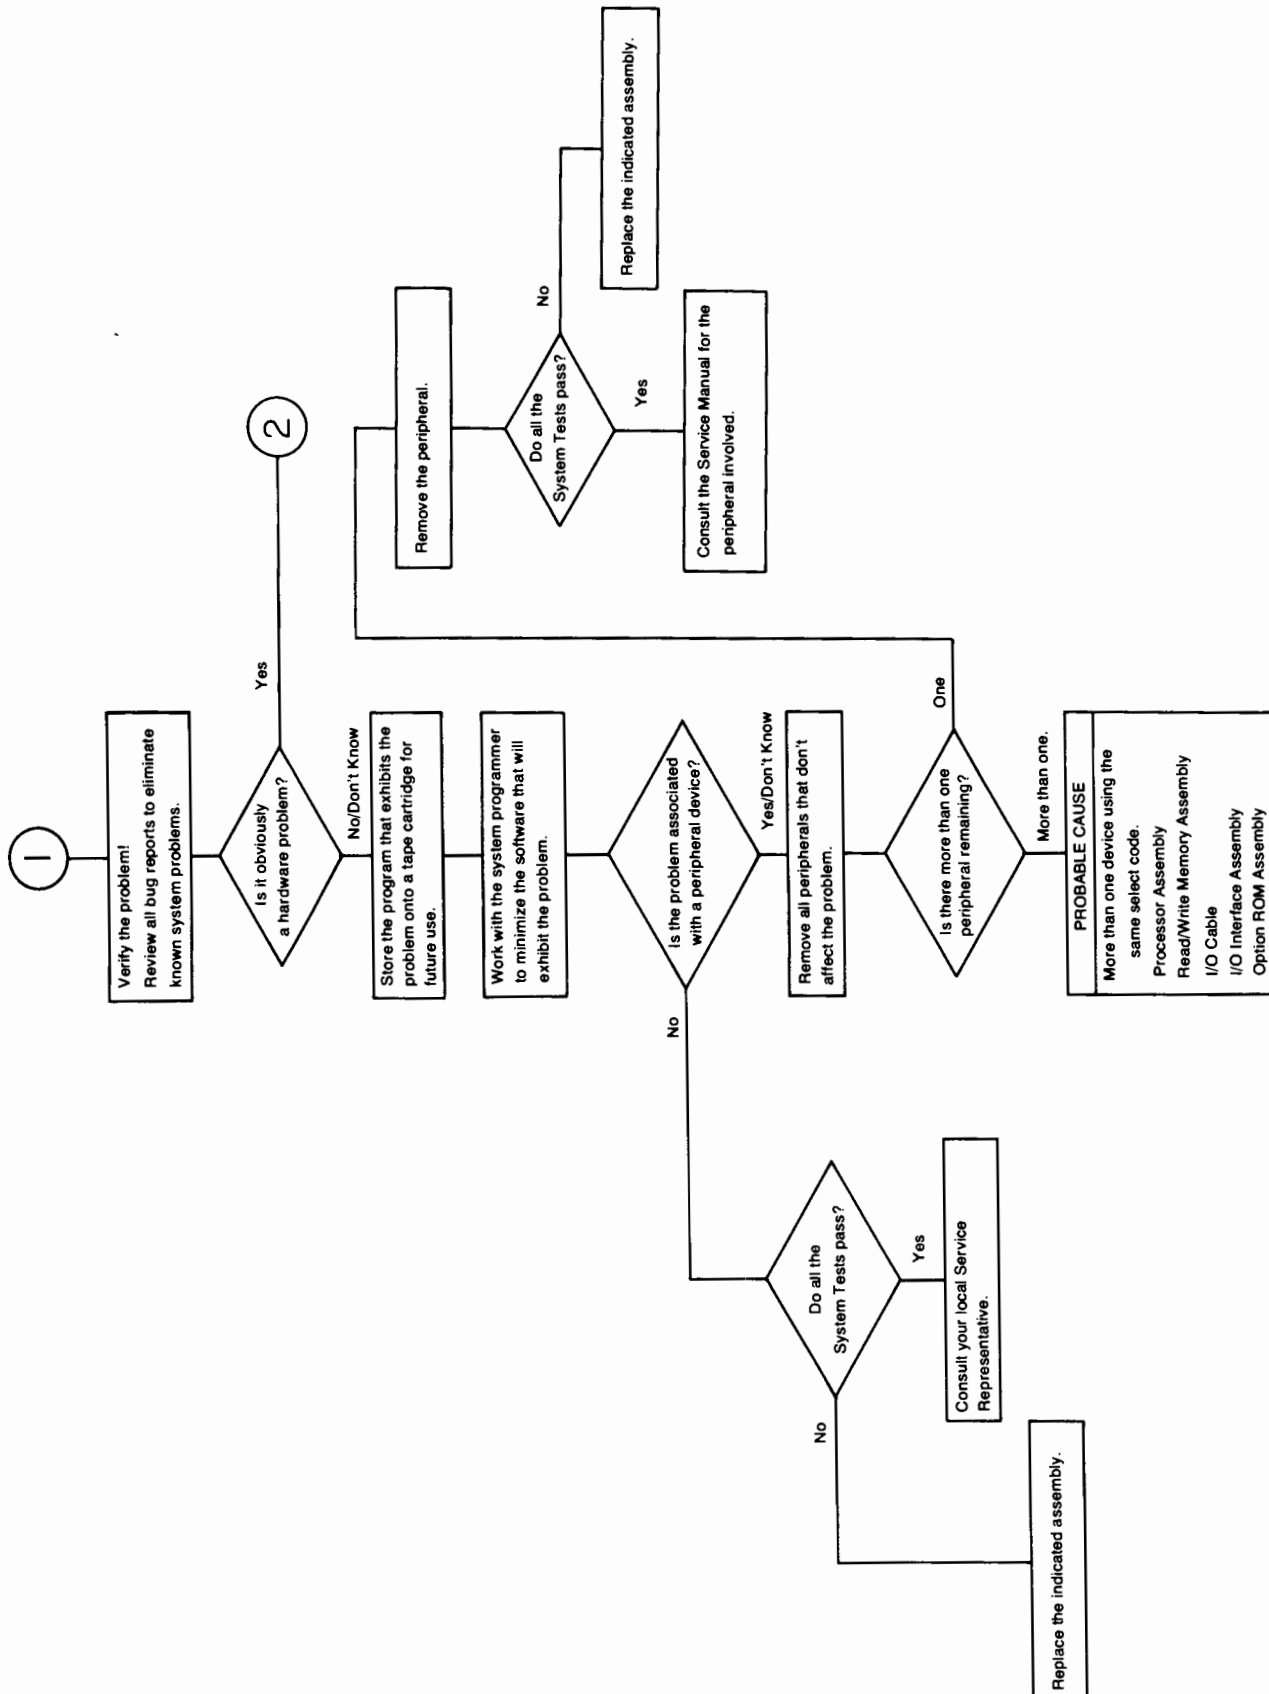 1
Verify the problem!
Review all bug reports to eliminate
known system problems.
Is it obviously
a hardware problem?
Yes
2
No/Don't Know
Store the program that exhibits the
problem onto a tape cartridge for
future use.
Work with the system programmer
to minimize the software that will
exhibit the problem.
Is the problem associated
with a peripheral device?
No
Do all the
System Tests pass?
No
Replace the indicated assembly.
Yes
Consult your local Service
Representative.
Yes/Don't Know
Remove all peripherals that don't
affect the problem.
Is there more than one
peripheral remaining?
One
Remove the peripheral.
Do all the
System Tests pass?
No
Replace the indicated assembly.
Yes
Consult the Service Manual for the
peripheral involved.
More than one.
PROBABLE CAUSE
More than one device using the
same select code.
Processor Assembly
Read/Write Memory Assembly
I/O Cable
I/O Interface Assembly
Option ROM Assembly